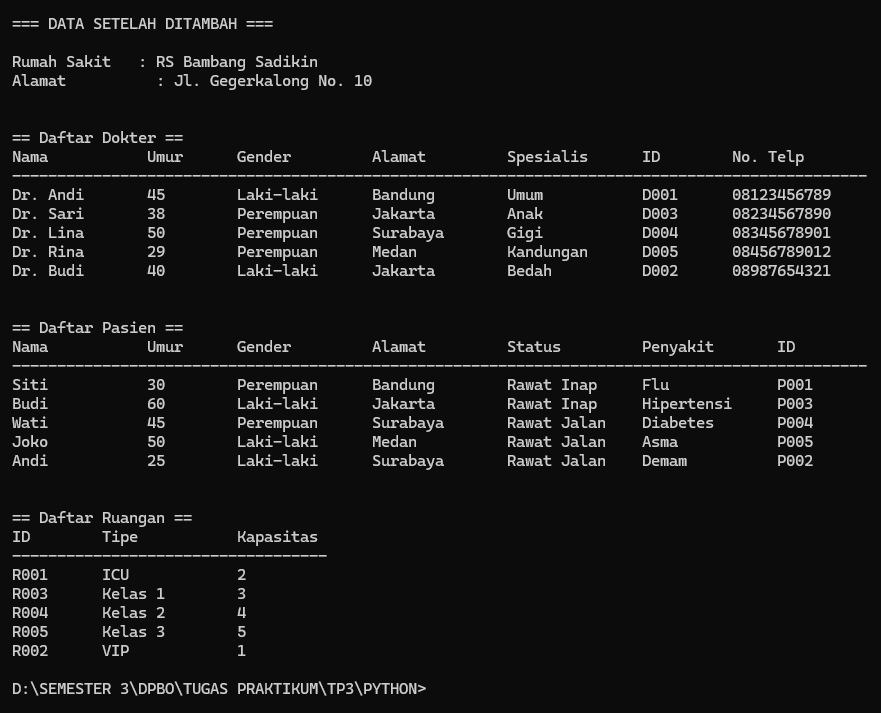 === DATA SETELAH DITAMBAH ===
Rumah Sakit   : RS Bambang Sadikin
Alamat          : Jl. Gegerkalong No. 10
== Daftar Dokter ==
Nama           Umur      Gender         Alamat         Spesialis      ID        No. Telp
-----------------------------------------------------------------------------------------------
Dr. Andi       45        Laki-laki      Bandung        Umum           D001      08123456789
Dr. Sari       38        Perempuan      Jakarta        Anak           D003      08234567890
Dr. Lina       50        Perempuan      Surabaya       Gigi           D004      08345678901
Dr. Rina       29        Perempuan      Medan          Kandungan      D005      08456789012
Dr. Budi       40        Laki-laki      Jakarta        Bedah          D002      08987654321
== Daftar Pasien ==
Nama           Umur      Gender         Alamat         Status         Penyakit       ID
-----------------------------------------------------------------------------------------------
Siti           30        Perempuan      Bandung        Rawat Inap     Flu            P001
Budi           60        Laki-laki      Jakarta        Rawat Inap     Hipertensi     P003
Wati           45        Perempuan      Surabaya       Rawat Jalan    Diabetes       P004
Joko           50        Laki-laki      Medan          Rawat Jalan    Asma           P005
Andi           25        Laki-laki      Surabaya       Rawat Jalan    Demam          P002
== Daftar Ruangan ==
ID        Tipe           Kapasitas
-----------------------------------
R001      ICU            2
R003      Kelas 1        3
R004      Kelas 2        4
R005      Kelas 3        5
R002      VIP            1
D:\SEMESTER 3\DPBO\TUGAS PRAKTIKUM\TP3\PYTHON>